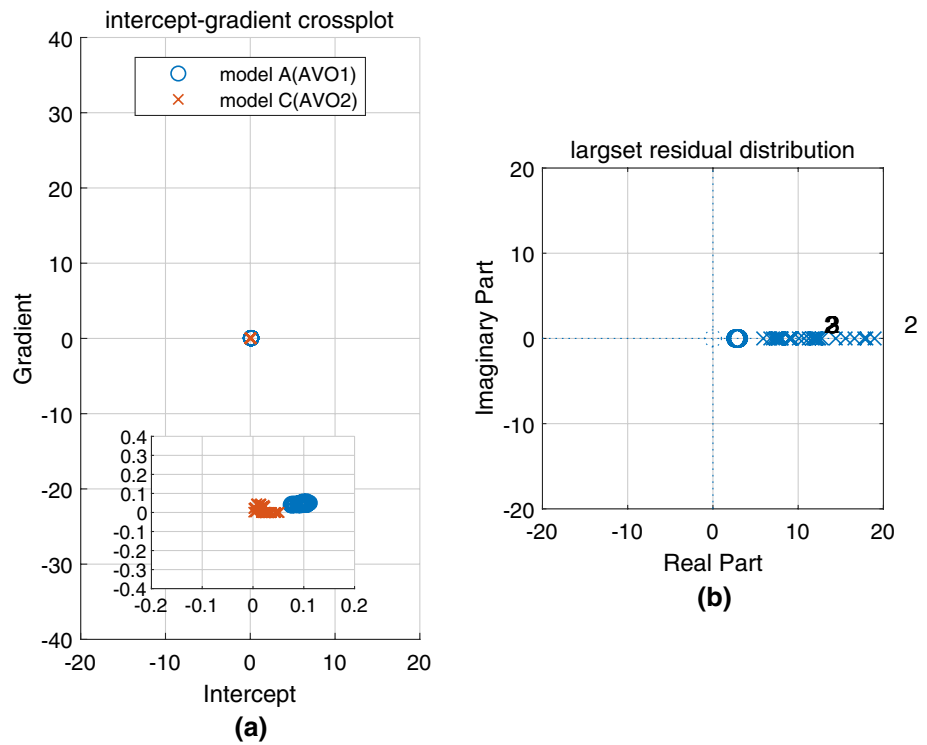 intercept-gradient crossplot
40
30
20
10
0
-10
-20
-30
-40
Gradient
model A(AVO1)
model C(AVO2)
0.4
0.3
0.2
0.1
0
-0.1
-0.2
-0.3
-0.4
-0.2 -0.1 0 0.1 0.2
-20 -10 0 10 20
Intercept
(a)
largset residual distribution
20
10
0
-10
-20
Imaginary Part
2
-20 -10 0 10 20
Real Part
(b)